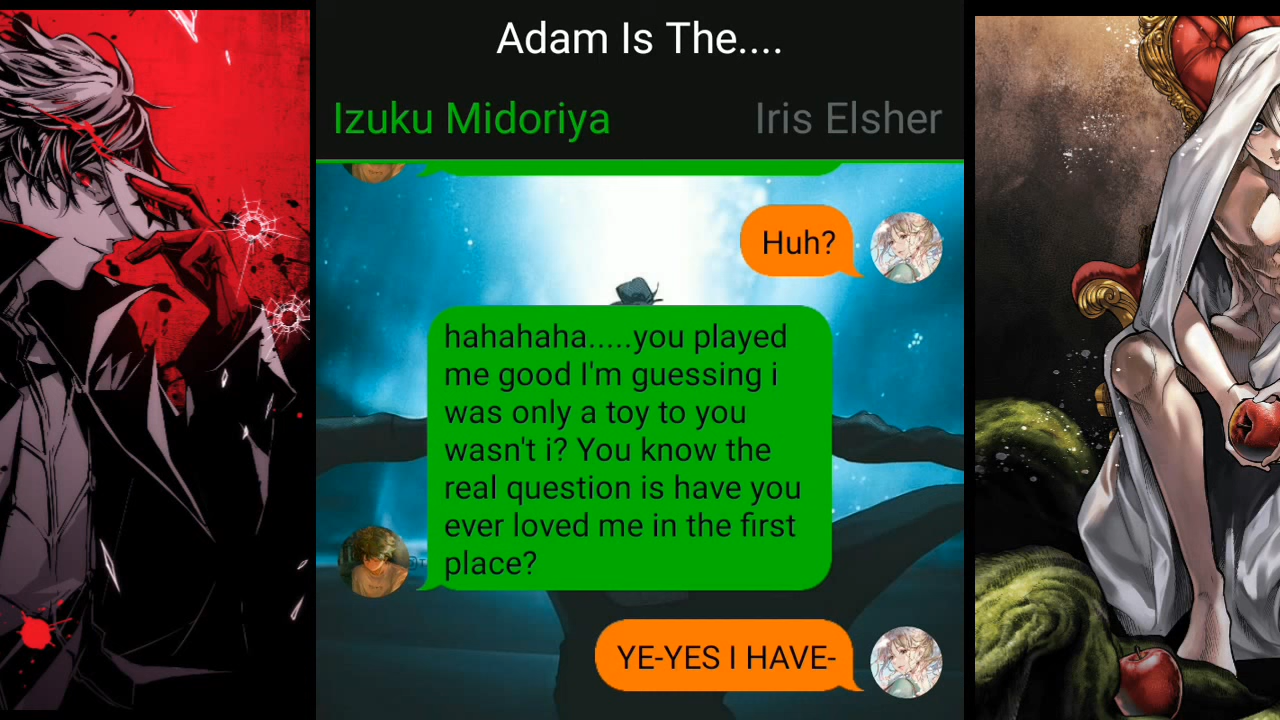 Adam Is The....
Izuku Midoriya
Iris Elsher
Huh?
hahahaha.....you played
me good I'm guessing i
was only a toy to you
wasn't i? You know the
real question is have you
ever loved me in the first
place?
YE-YES I HAVE-